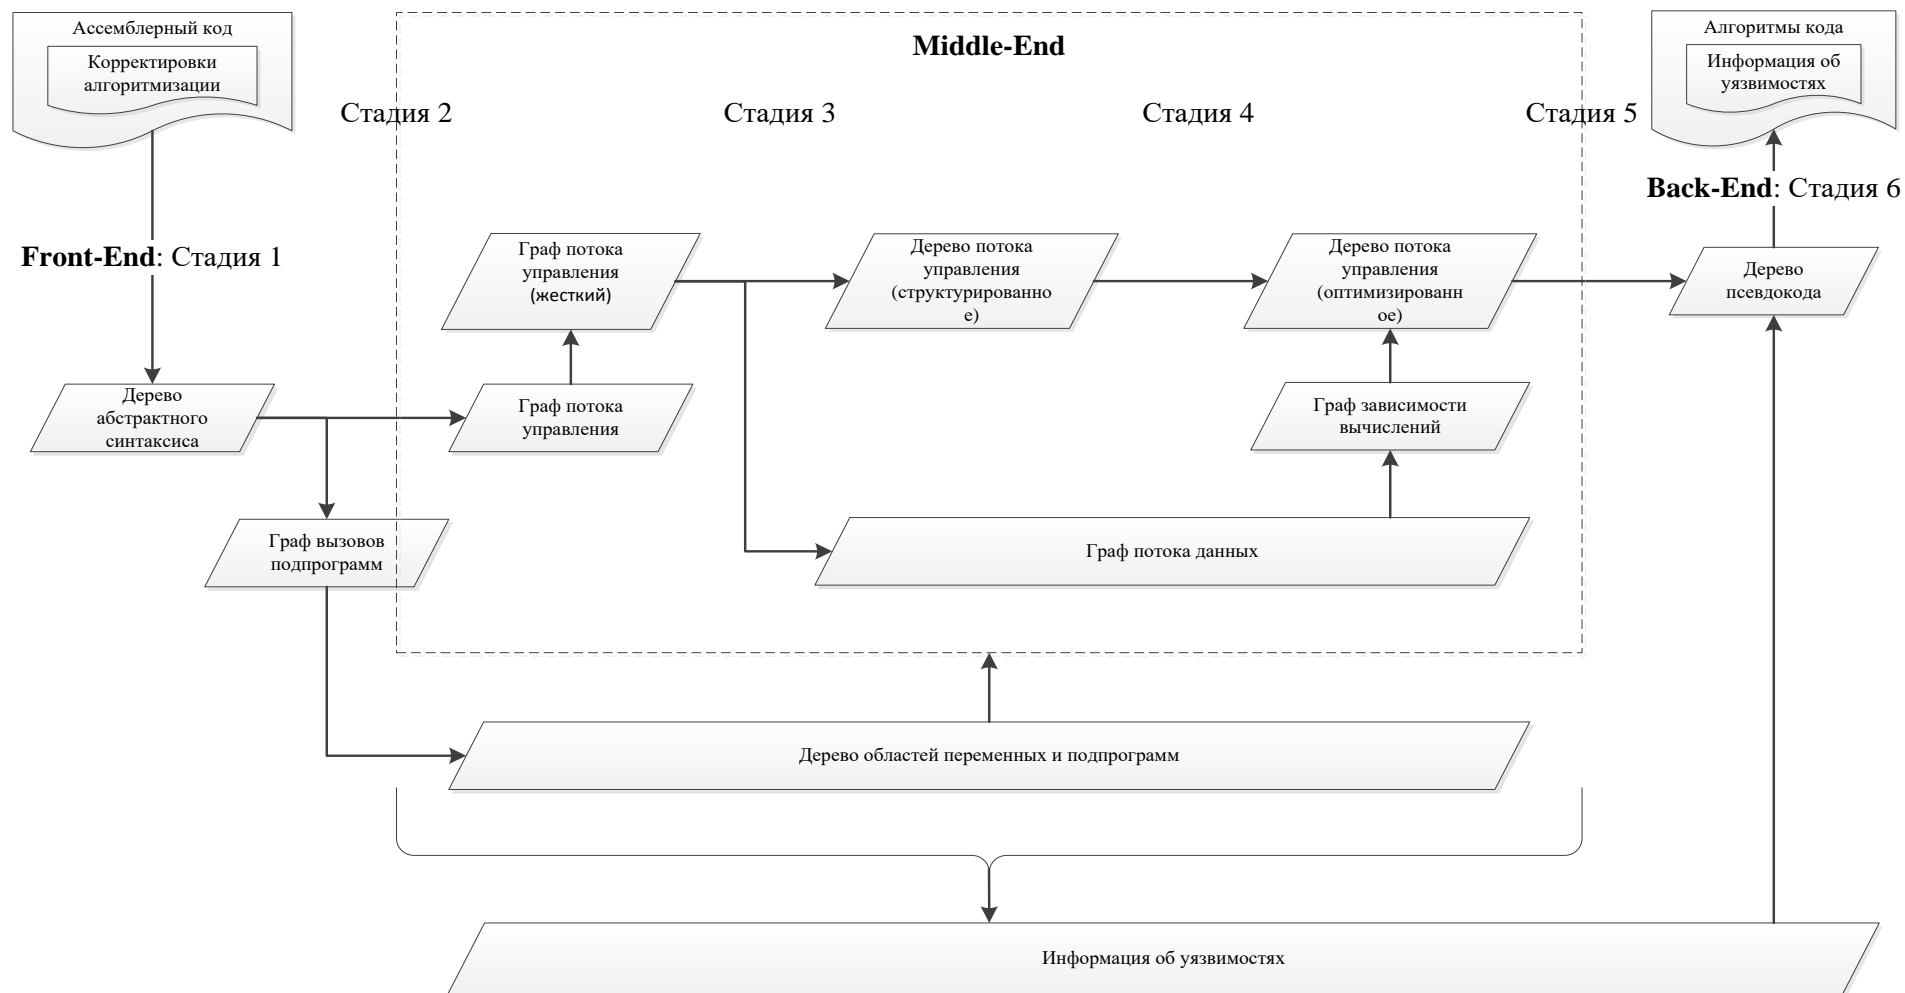 Ассемблерный код
Корректировки
алгоритмизации
Middle-End
Алгоритмы кода
Информация об
уязвимостях
Стадия 2
Стадия 3
Стадия 4
Стадия 5
Back-End: Стадия 6
Front-End: Стадия 1
Граф потока
управления
(жесткий)
Дерево потока
управления
(структурированно
е)
Дерево потока
управления
(оптимизированн
ое)
Дерево
псевдокода
Дерево
абстрактного
синтаксиса
Граф потока
управления
Граф зависимости
вычислений
Граф вызовов
подпрограмм
Граф потока данных
Дерево областей переменных и подпрограмм
Информация об уязвимостях